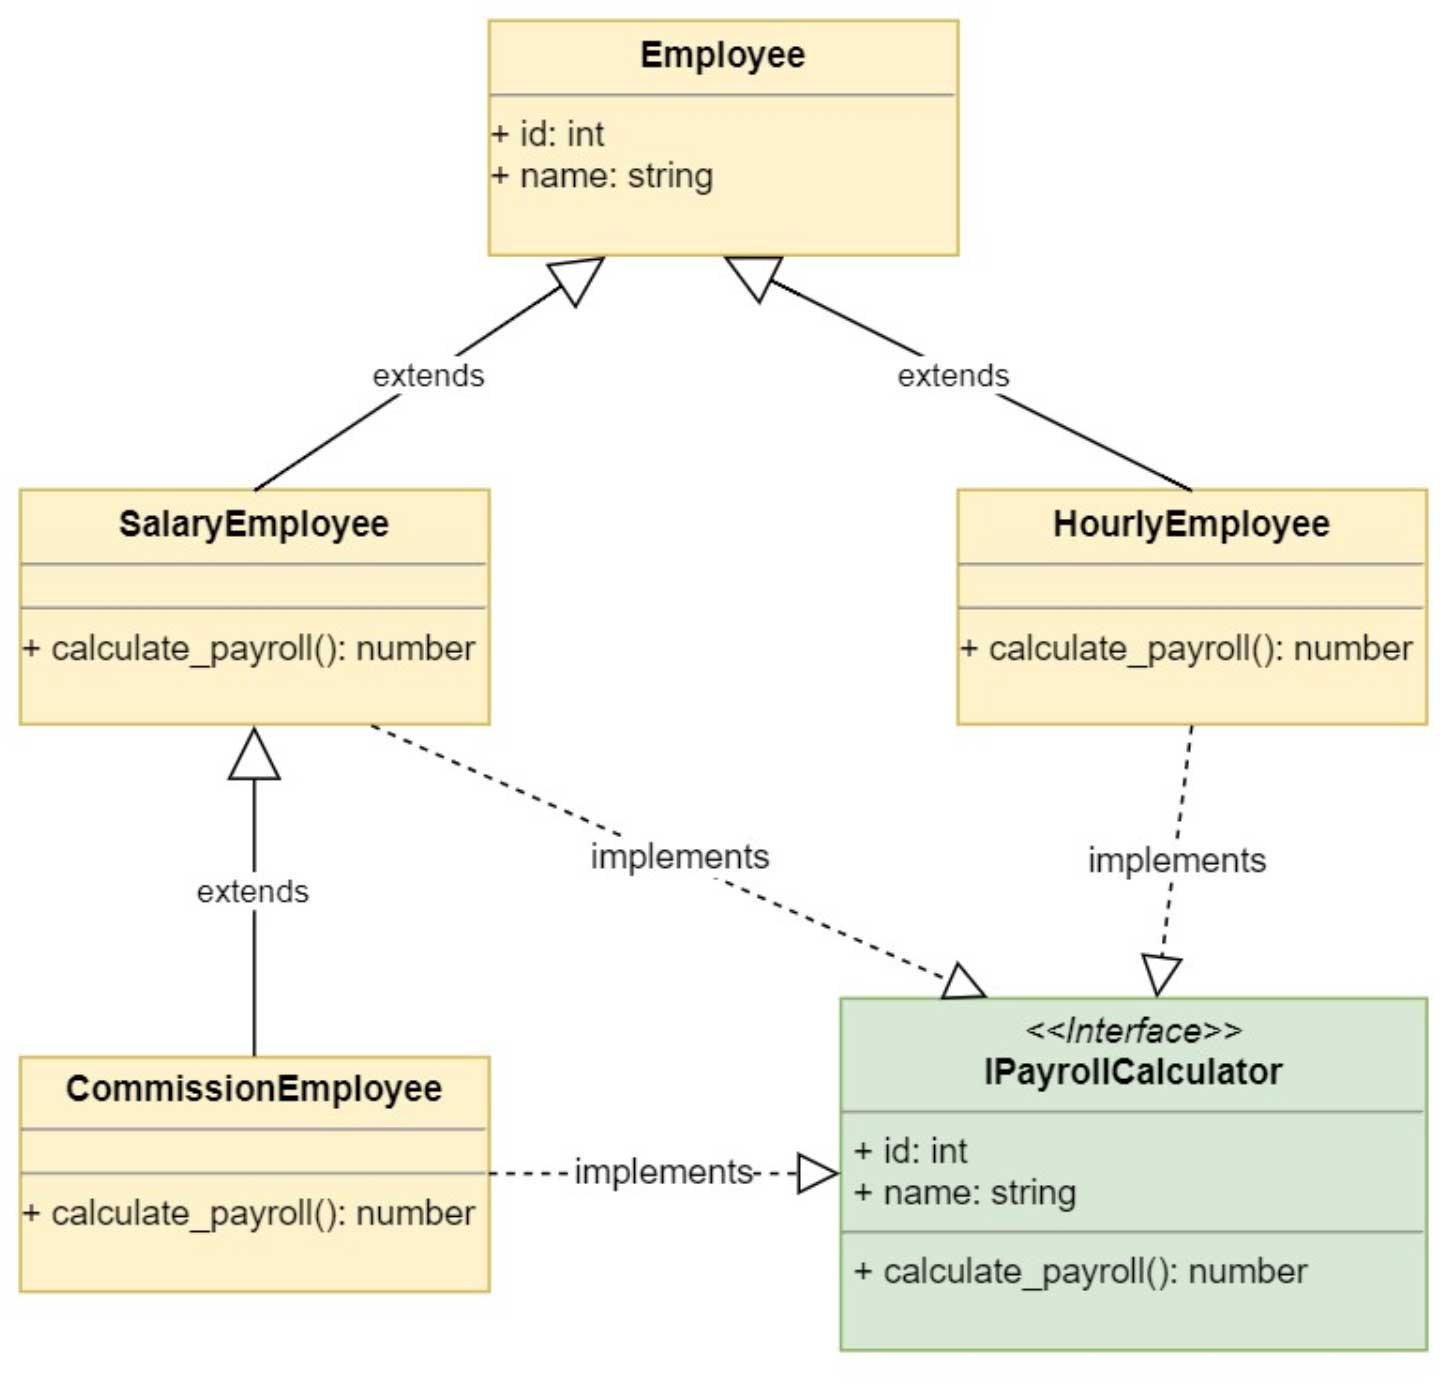 Employee
+ id: int
+ name: string
extends
extends
SalaryEmployee
+ calculate_payroll(): number
HourlyEmployee
+ calculate_payroll(): number
implements
implements
extends
CommissionEmployee
+ calculate_payroll(): number
implements
<<Interface>>
IPayrollCalculator
+ id: int
+ name: string
+ calculate_payroll(): number